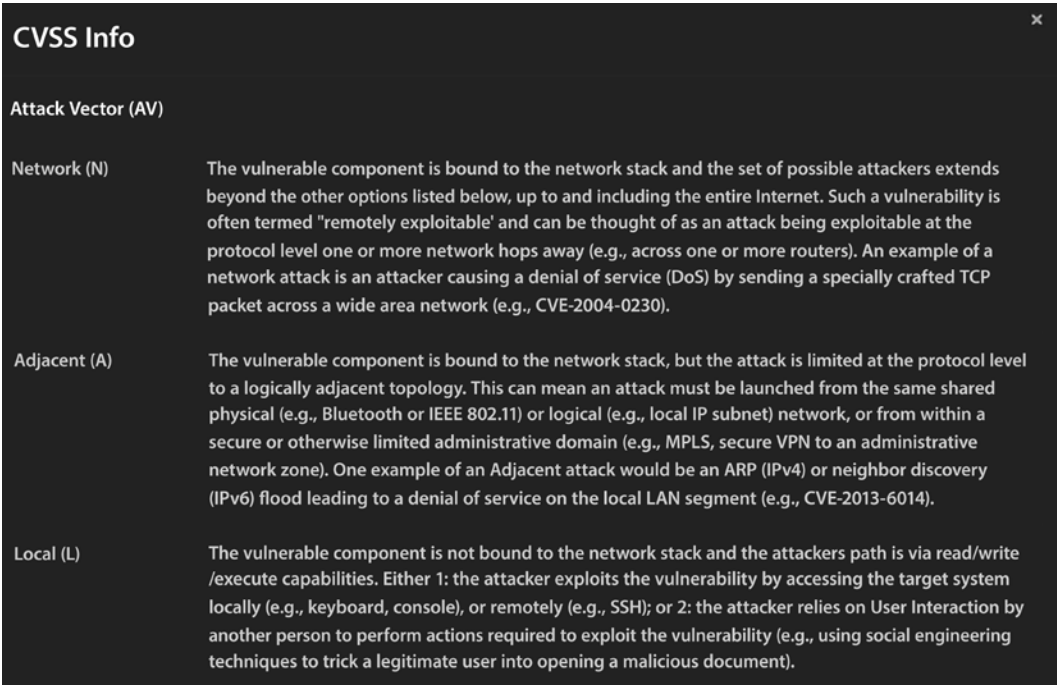 CVSS Info
×
Attack Vector (AV)
Network (N)
The vulnerable component is bound to the network stack and the set of possible attackers extends
beyond the other options listed below, up to and including the entire Internet. Such a vulnerability is
often termed "remotely exploitable' and can be thought of as an attack being exploitable at the
protocol level one or more network hops away (e.g., across one or more routers). An example of a
network attack is an attacker causing a denial of service (DoS) by sending a specially crafted TCP
packet across a wide area network (e.g., CVE-2004-0230).
Adjacent (A)
The vulnerable component is bound to the network stack, but the attack is limited at the protocol level
to a logically adjacent topology. This can mean an attack must be launched from the same shared
physical (e.g., Bluetooth or IEEE 802.11) or logical (e.g., local IP subnet) network, or from within a
secure or otherwise limited administrative domain (e.g., MPLS, secure VPN to an administrative
network zone). One example of an Adjacent attack would be an ARP (IPv4) or neighbor discovery
(IPv6) flood leading to a denial of service on the local LAN segment (e.g., CVE-2013-6014).
Local (L)
The vulnerable component is not bound to the network stack and the attackers path is via read/write
/execute capabilities. Either 1: the attacker exploits the vulnerability by accessing the target system
locally (e.g., keyboard, console), or remotely (e.g., SSH); or 2: the attacker relies on User Interaction by
another person to perform actions required to exploit the vulnerability (e.g., using social engineering
techniques to trick a legitimate user into opening a malicious document).